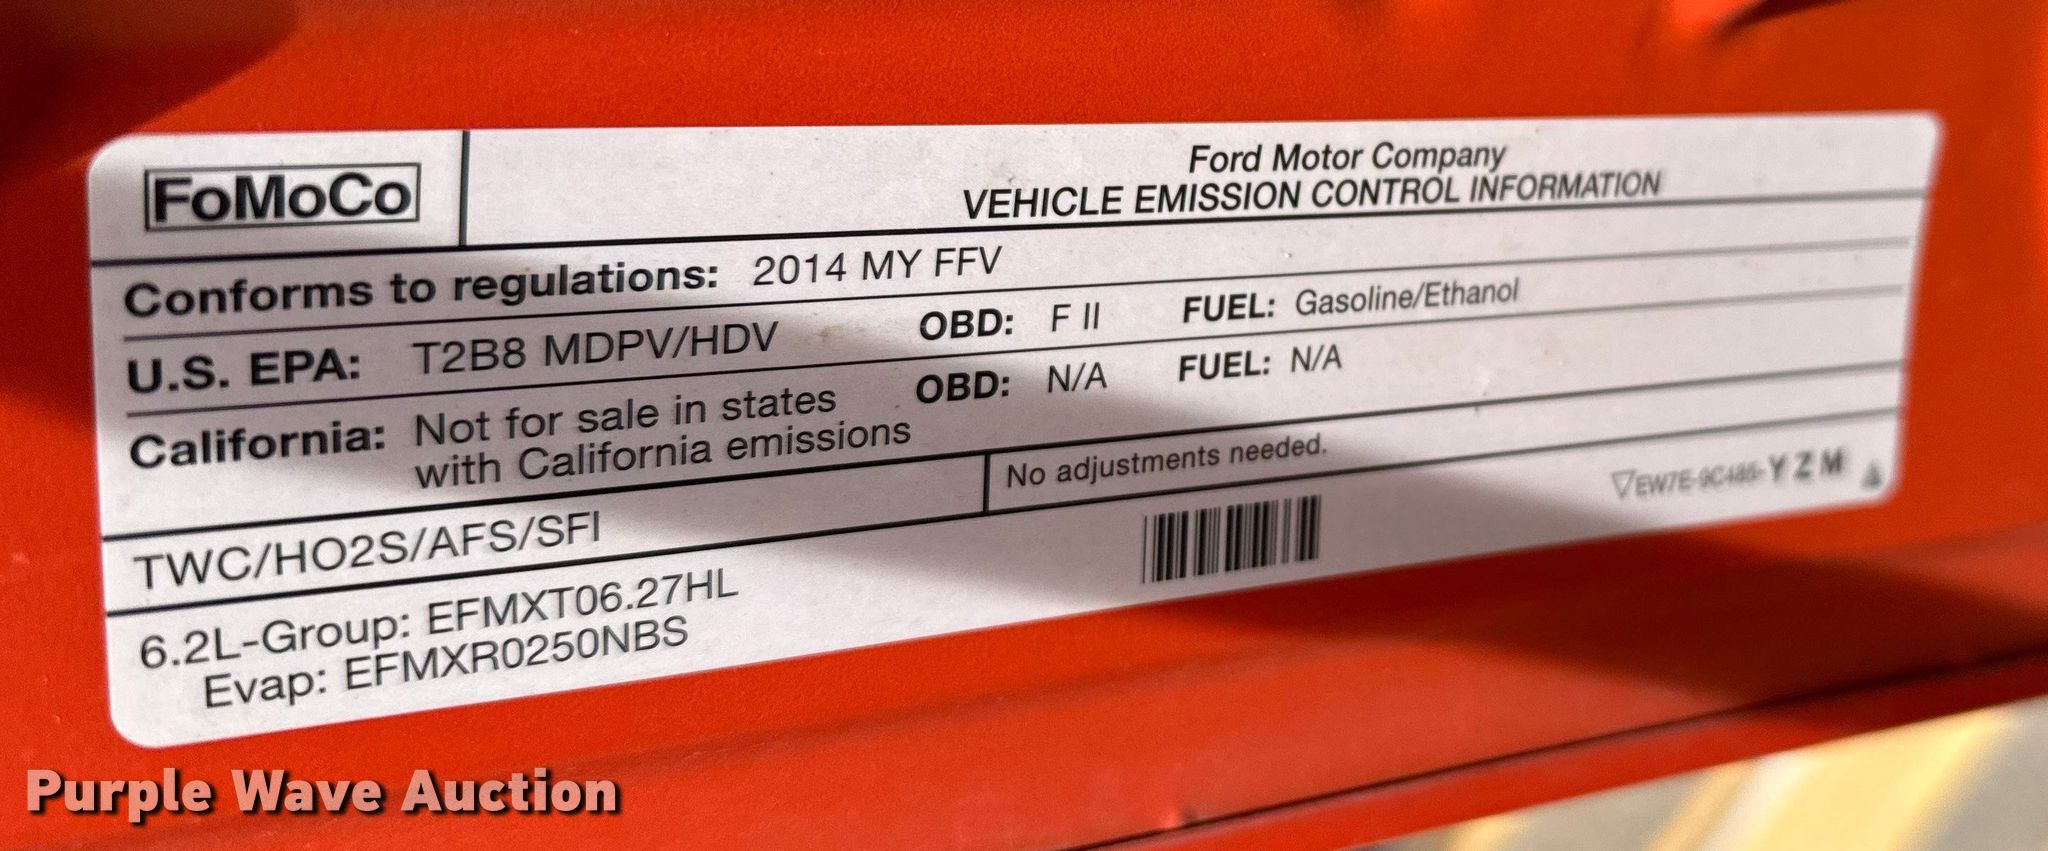 FoMoCo
Ford Motor Company
VEHICLE EMISSION CONTROL INFORMATION
Conforms to regulations: 2014 MY FFV
U.S. EPA: T2B8 MDPV/HDV OBD: F II FUEL: Gasoline/Ethanol
California: Not for sale in states with California emissions OBD: N/A FUEL: N/A
TWC/HO2S/AFS/SFI
No adjustments needed.
6.2L-Group: EFMXT06.27HL
Evap: EFMXR0250NBS
EW7E-9C485-YZM
Purple Wave Auction